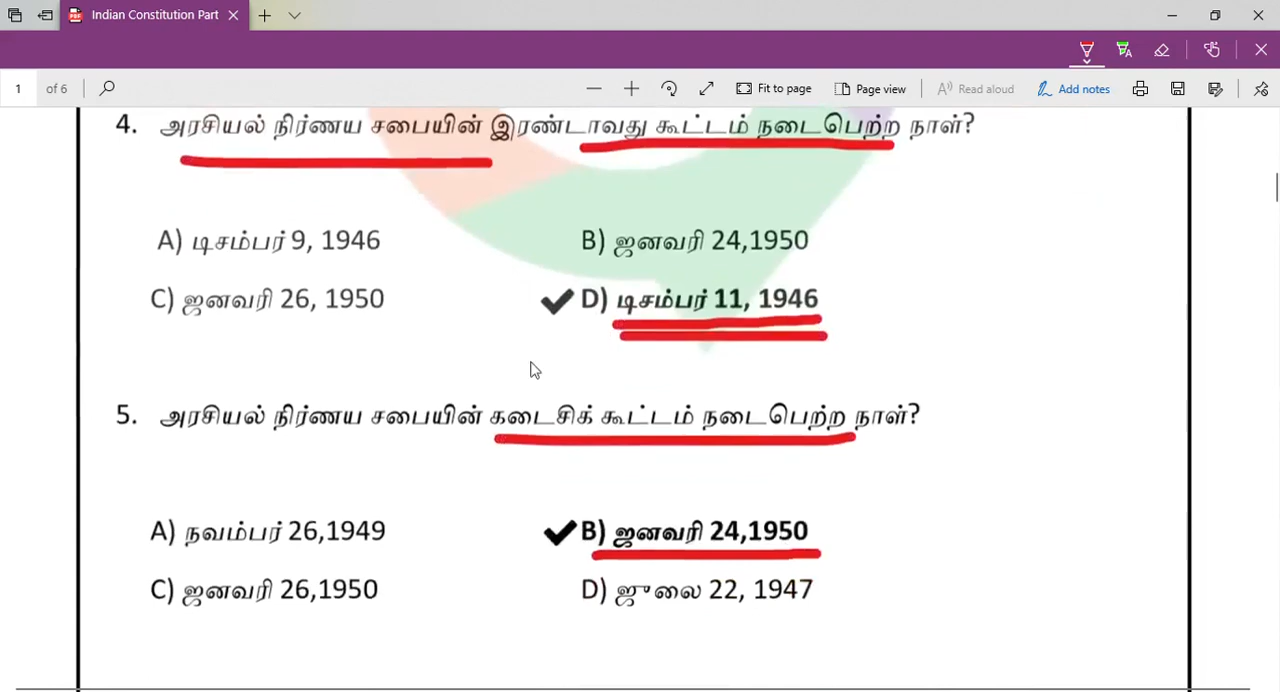 Indian Constitution Part
1 of 6
Fit to page
Page view
Read aloud
Add notes
4. அரசியல் நிர்ணய சபையின் இரண்டாவது கூட்டம் நடைபெற்ற நாள்?
A) டிசம்பர் 9, 1946
B) ஜனவரி 24,1950
C) ஜனவரி 26, 1950
D) டிசம்பர் 11, 1946
5. அரசியல் நிர்ணய சபையின் கடைசிக் கூட்டம் நடைபெற்ற நாள்?
A) நவம்பர் 26,1949
B) ஜனவரி 24,1950
C) ஜனவரி 26,1950
D) ஜுலை 22, 1947